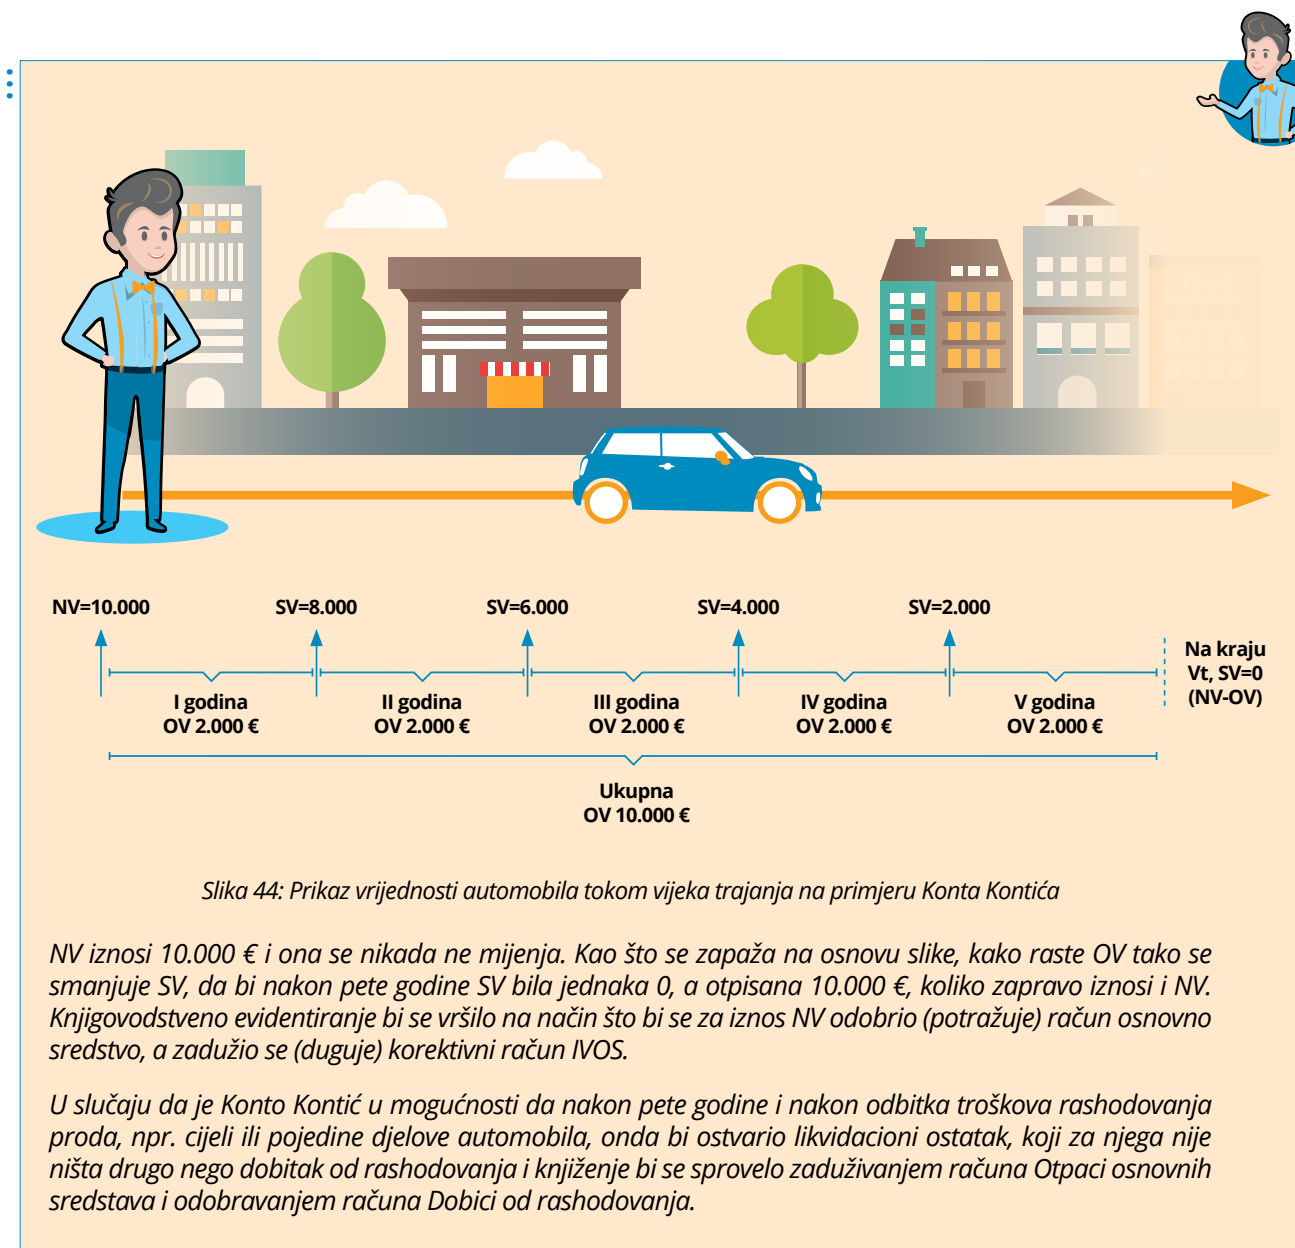 NV=10.000 SV=8.000 SV=6.000 SV=4.000 SV=2.000
Na kraju
Vt, SV=0
(NV-OV)
I godina
OV 2.000 €
II godina
OV 2.000 €
III godina
OV 2.000 €
IV godina
OV 2.000 €
V godina
OV 2.000 €
Ukupna
OV 10.000 €
Slika 44: Prikaz vrijednosti automobila tokom vijeka trajanja na primjeru Konta Kontića
NV iznosi 10.000 € i ona se nikada ne mijenja. Kao što se zapaža na osnovu slike, kako raste OV tako se
smanjuje SV, da bi nakon pete godine SV bila jednaka 0, a otpisana 10.000 €, koliko zapravo iznosi i NV.
Knjigovodstveno evidentiranje bi se vršilo na način što bi se za iznos NV odobrio (potražuje) račun osnovno
sredstvo, a zadužio se (duguje) korektivni račun IVOS.
U slučaju da je Konto Kontić u mogućnosti da nakon pete godine i nakon odbitka troškova rashodovanja
proda, npr. cijeli ili pojedine djelove automobila, onda bi ostvario likvidacioni ostatak, koji za njega nije
ništa drugo nego dobitak od rashodovanja i knjiženje bi se sprovelo zaduživanjem računa Otpaci osnovnih
sredstava i odobravanjem računa Dobici od rashodovanja.